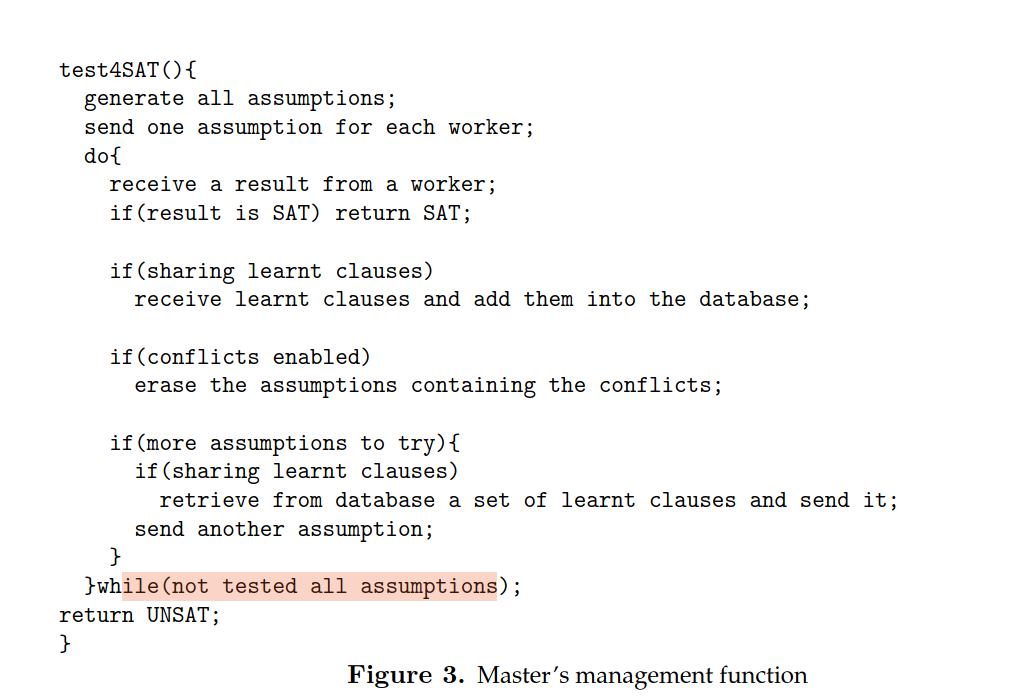 test4SAT(){
  generate all assumptions;
  send one assumption for each worker;
  do{
    receive a result from a worker;
    if(result is SAT) return SAT;

    if(sharing learnt clauses)
      receive learnt clauses and add them into the database;

    if(conflicts enabled)
      erase the assumptions containing the conflicts;

    if(more assumptions to try){
      if(sharing learnt clauses)
        retrieve from database a set of learnt clauses and send it;
      send another assumption;
    }
  }while(not tested all assumptions);
return UNSAT;
}
Figure 3. Master's management function